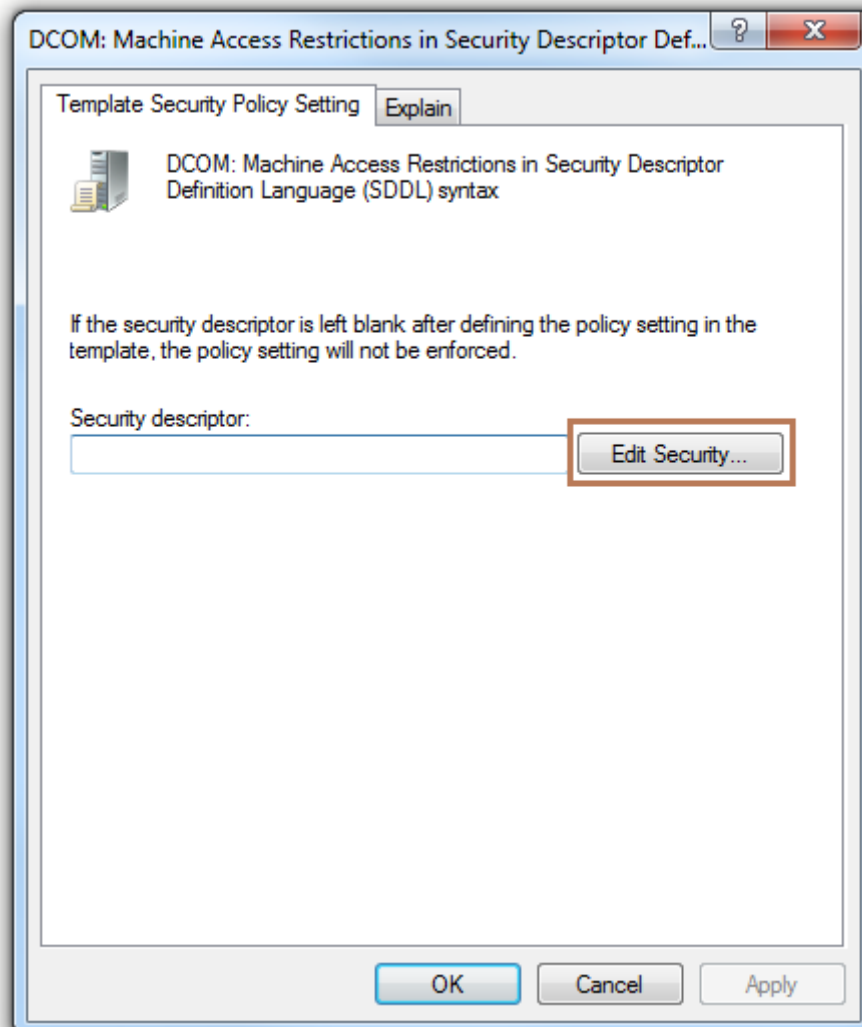 DCOM: Machine Access Restrictions in Security Descriptor Def...
?
Template Security Policy Setting
Explain
DCOM: Machine Access Restrictions in Security Descriptor
Definition Language (SDDL) syntax
If the security descriptor is left blank after defining the policy setting in the
template, the policy setting will not be enforced.
Security descriptor:
Edit Security...
OK
Cancel
Apply